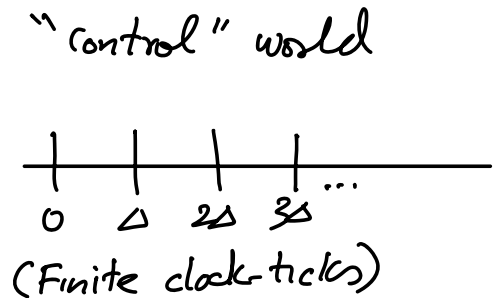 "control" world
0 Δ 2Δ 3Δ ...
(Finite clock-ticks)